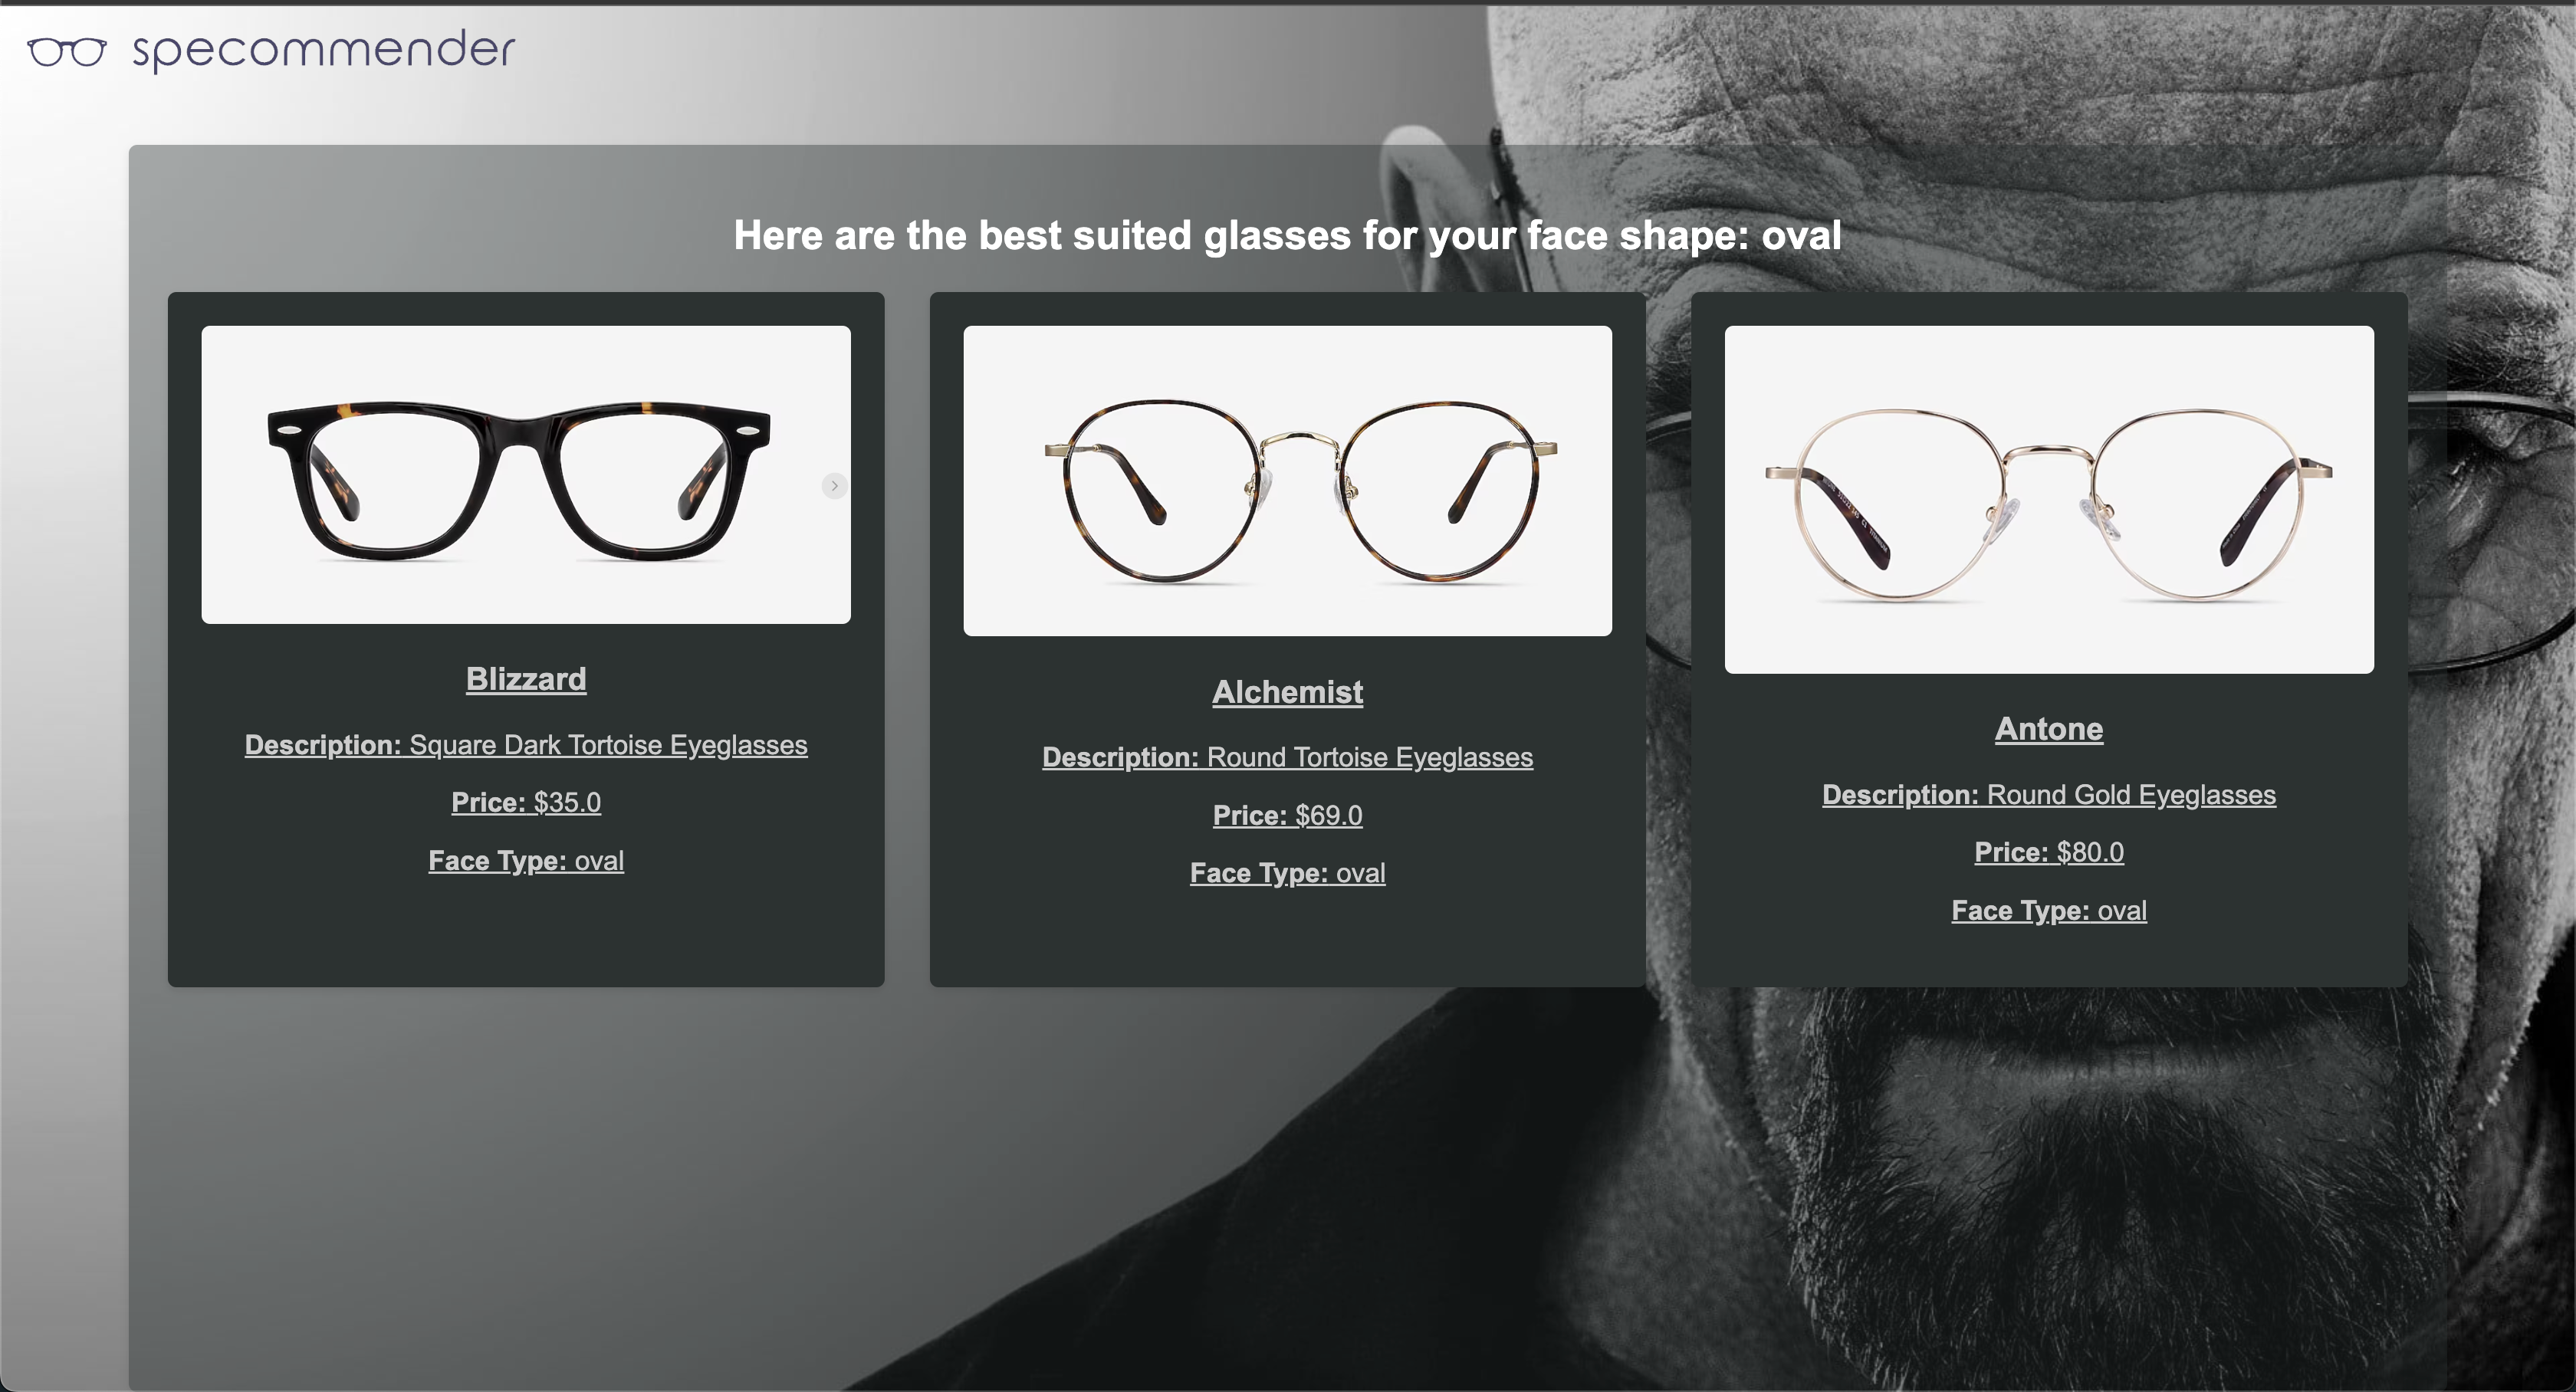 specommender
Here are the best suited glasses for your face shape: oval
Blizzard
Description: Square Dark Tortoise Eyeglasses
Price: $35.0
Face Type: oval
Alchemist
Description: Round Tortoise Eyeglasses
Price: $69.0
Face Type: oval
Antone
Description: Round Gold Eyeglasses
Price: $80.0
Face Type: oval